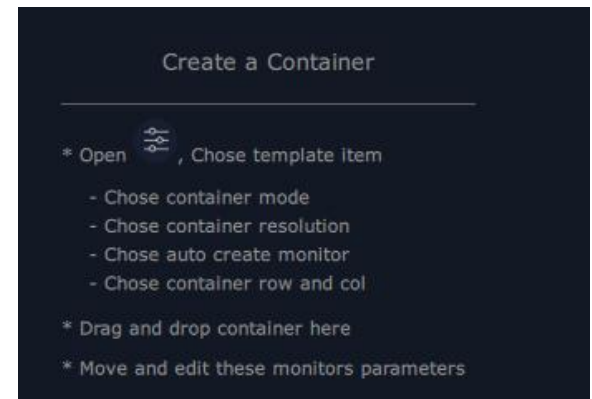 Create a Container
* Open , Chose template item
- Chose container mode
- Chose container resolution
- Chose auto create monitor
- Chose container row and col
* Drag and drop container here
* Move and edit these monitors parameters